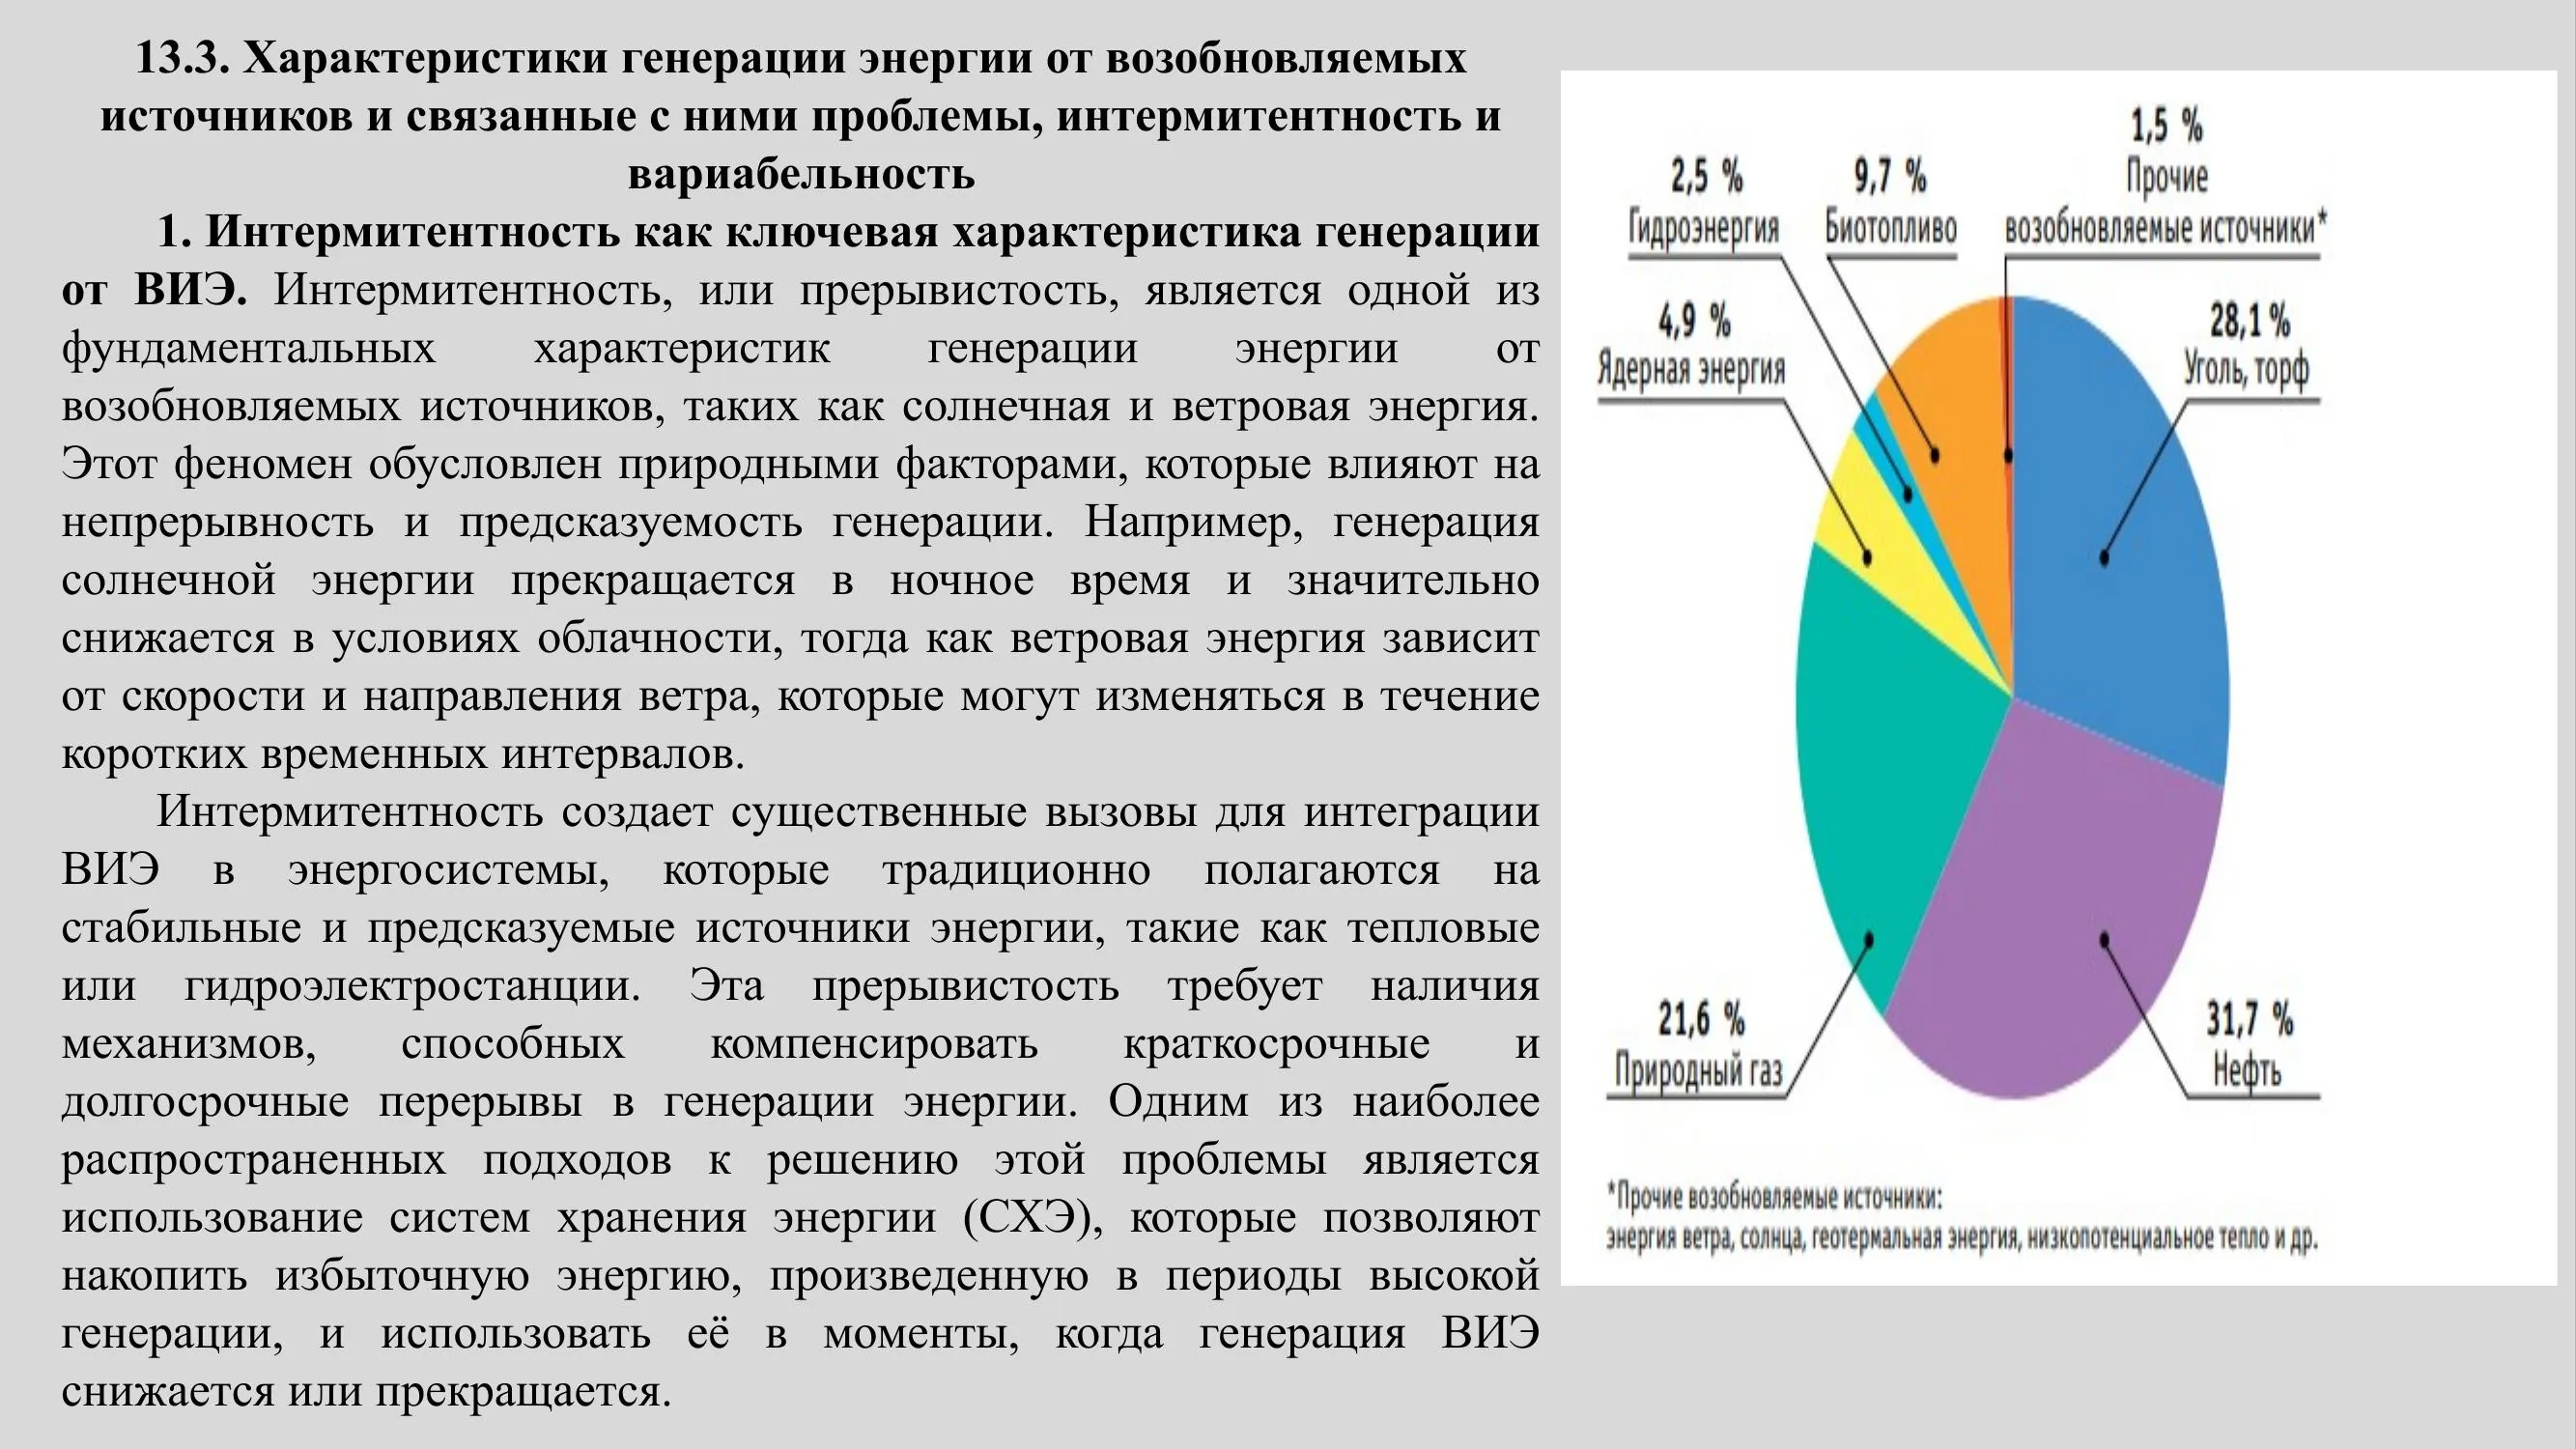 13.3. Характеристики генерации энергии от возобновляемых
источников и связанные с ними проблемы, интермитентность и
вариабельность
1. Интермитентность как ключевая характеристика генерации
от ВИЭ. Интермитентность, или прерывистость, является одной из
фундаментальных характеристик генерации энергии от
возобновляемых источников, таких как солнечная и ветровая энергия.
Этот феномен обусловлен природными факторами, которые влияют на
непрерывность и предсказуемость генерации. Например, генерация
солнечной энергии прекращается в ночное время и значительно
снижается в условиях облачности, тогда как ветровая энергия зависит
от скорости и направления ветра, которые могут изменяться в течение
коротких временных интервалов.
Интермитентность создает существенные вызовы для интеграции
ВИЭ в энергосистемы, которые традиционно полагаются на
стабильные и предсказуемые источники энергии, такие как тепловые
или гидроэлектростанции. Эта прерывистость требует наличия
механизмов, способных компенсировать краткосрочные и
долгосрочные перерывы в генерации энергии. Одним из наиболее
распространенных подходов к решению этой проблемы является
использование систем хранения энергии (СХЭ), которые позволяют
накопить избыточную энергию, произведенную в периоды высокой
генерации, и использовать её в моменты, когда генерация ВИЭ
снижается или прекращается.
1,5 %
Прочие
возобновляемые источники*
2,5 %
Гидроэнергия
9,7 %
Биотопливо
4,9 %
Ядерная энергия
28,1 %
Уголь, торф
21,6 %
Природный газ
31,7 %
Нефть
*Прочие возобновляемые источники:
энергия ветра, солнца, геотермальная энергия, низкопотенциальное тепло и др.